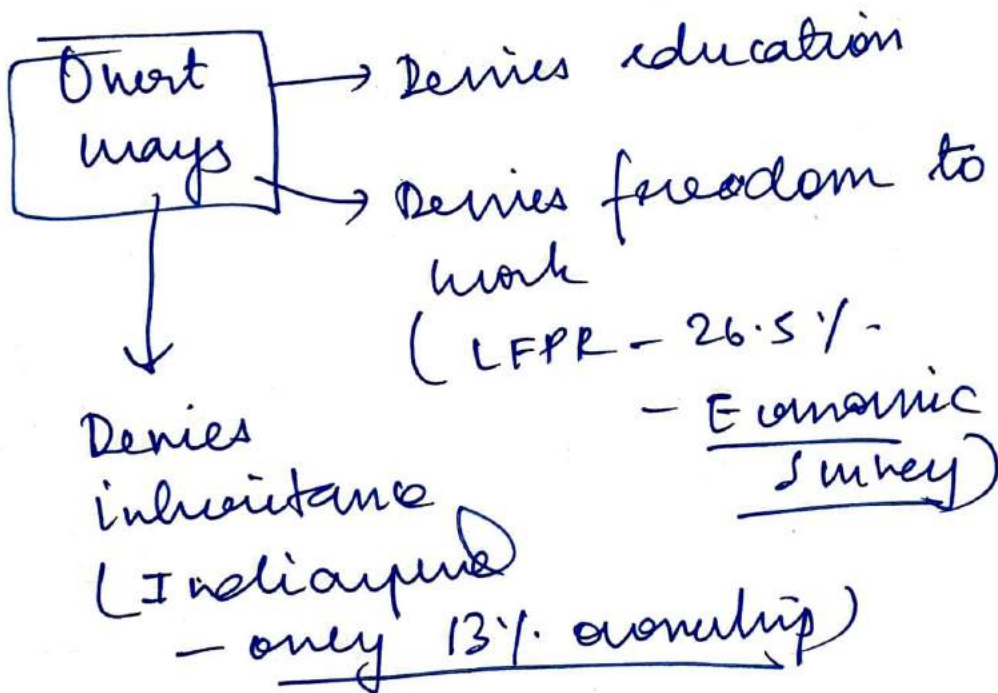 Overt
ways
Denies education
Denies freedom to
work
(LFPR - 26.5% -
- Economic
Survey)
Denies
inheritance
(Indiaspend
- only 13% ownership)